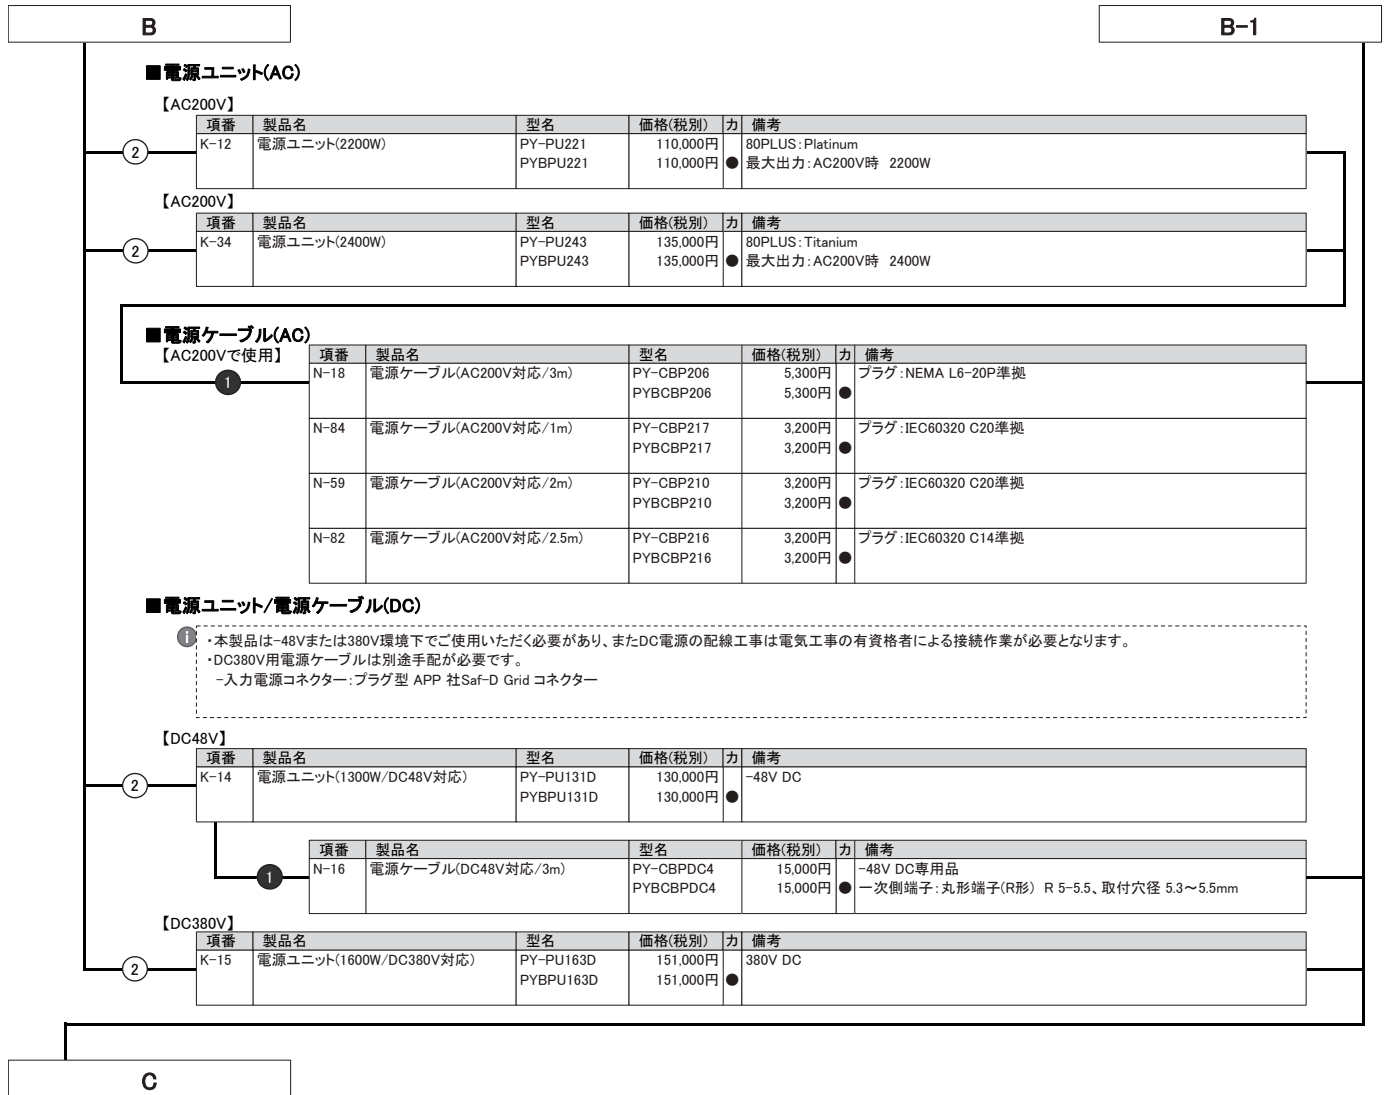 B
B-1
■電源ユニット(AC)
【AC200V】
項番 製品名 型名 価格(税別) カ 備考
② K-12 電源ユニット(2200W) PY-PU221 110,000円 80PLUS：Platinum
PYBPU221 110,000円 ● 最大出力：AC200V時 2200W
【AC200V】
項番 製品名 型名 価格(税別) カ 備考
② K-34 電源ユニット(2400W) PY-PU243 135,000円 80PLUS：Titanium
PYBPU243 135,000円 ● 最大出力：AC200V時 2400W
■電源ケーブル(AC)
【AC200Vで使用】 項番 製品名 型名 価格(税別) カ 備考
❶ N-18 電源ケーブル(AC200V対応/3m) PY-CBP206 5,300円 プラグ：NEMA L6-20P準拠
PYBCBP206 5,300円 ●
N-84 電源ケーブル(AC200V対応/1m) PY-CBP217 3,200円 プラグ：IEC60320 C20準拠
PYBCBP217 3,200円 ●
N-59 電源ケーブル(AC200V対応/2m) PY-CBP210 3,200円 プラグ：IEC60320 C20準拠
PYBCBP210 3,200円 ●
N-82 電源ケーブル(AC200V対応/2.5m) PY-CBP216 3,200円 プラグ：IEC60320 C14準拠
PYBCBP216 3,200円 ●
■電源ユニット/電源ケーブル(DC)
i ・本製品は-48Vまたは380V環境下でご使用いただく必要があり、またDC電源の配線工事は電気工事の有資格者による接続作業が必要となります。
・DC380V用電源ケーブルは別途手配が必要です。
-入力電源コネクター：プラグ型 APP 社Saf-D Grid コネクター
【DC48V】
項番 製品名 型名 価格(税別) カ 備考
② K-14 電源ユニット(1300W/DC48V対応) PY-PU131D 130,000円 -48V DC
PYBPU131D 130,000円 ●
項番 製品名 型名 価格(税別) カ 備考
❶ N-16 電源ケーブル(DC48V対応/3m) PY-CBPDC4 15,000円 -48V DC専用品
PYBCBPDC4 15,000円 ● 一次側端子：丸形端子(R形) R 5-5.5、取付穴径 5.3～5.5mm
【DC380V】
項番 製品名 型名 価格(税別) カ 備考
② K-15 電源ユニット(1600W/DC380V対応) PY-PU163D 151,000円 380V DC
PYBPU163D 151,000円 ●
C